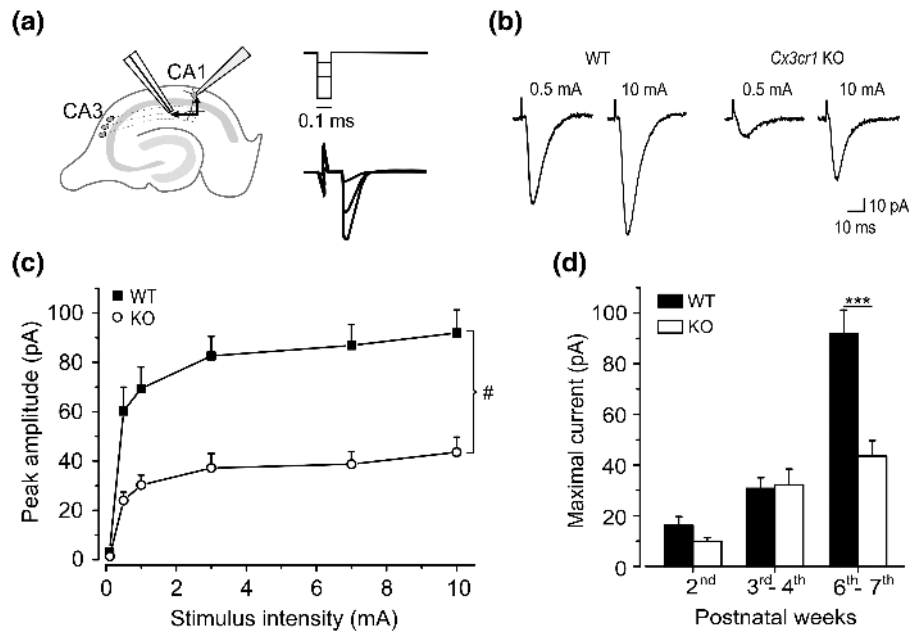 (a)
CA1
CA3
0.1 ms
(b)
WT
Cx3cr1 KO
0.5 mA
10 mA
0.5 mA
10 mA
10 pA
10 ms
(c)
WT
KO
100
80
60
40
20
0
Peak amplitude (pA)
#
0 2 4 6 8 10
Stimulus intensity (mA)
(d)
WT
KO
***
100
80
60
40
20
0
Maximal current (pA)
2nd 3rd- 4th 6th- 7th
Postnatal weeks